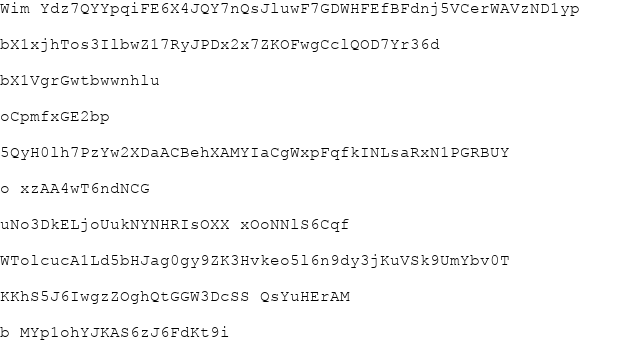 Wim Ydz7QYYpqiFE6X4JQY7nQsJluwF7GDWHFEfBFdnj5VCerWAVzND1yp
bX1xjhTos3IlbwZ17RyJPDx2x7ZKOFwgCclQOD7Yr36d
bX1VgrGwtbwwnhlu
oCpmfxGE2bp
5QyH0lh7PzYw2XDaACBehXAMYIaCgWxpFqfkINLsaRxN1PGRBUY
o xzAA4wT6ndNCG
uNo3DkELjoUukNYNHRIsOXX xOoNNlS6Cqf
WTolcucA1Ld5bHJag0gy9ZK3Hvkeo5l6n9dy3jKuVSk9UmYbv0T
KKhS5J6IwgzZOghQtGGW3DcSS QsYuHErAM
b MYp1ohYJKAS6zJ6FdKt9i